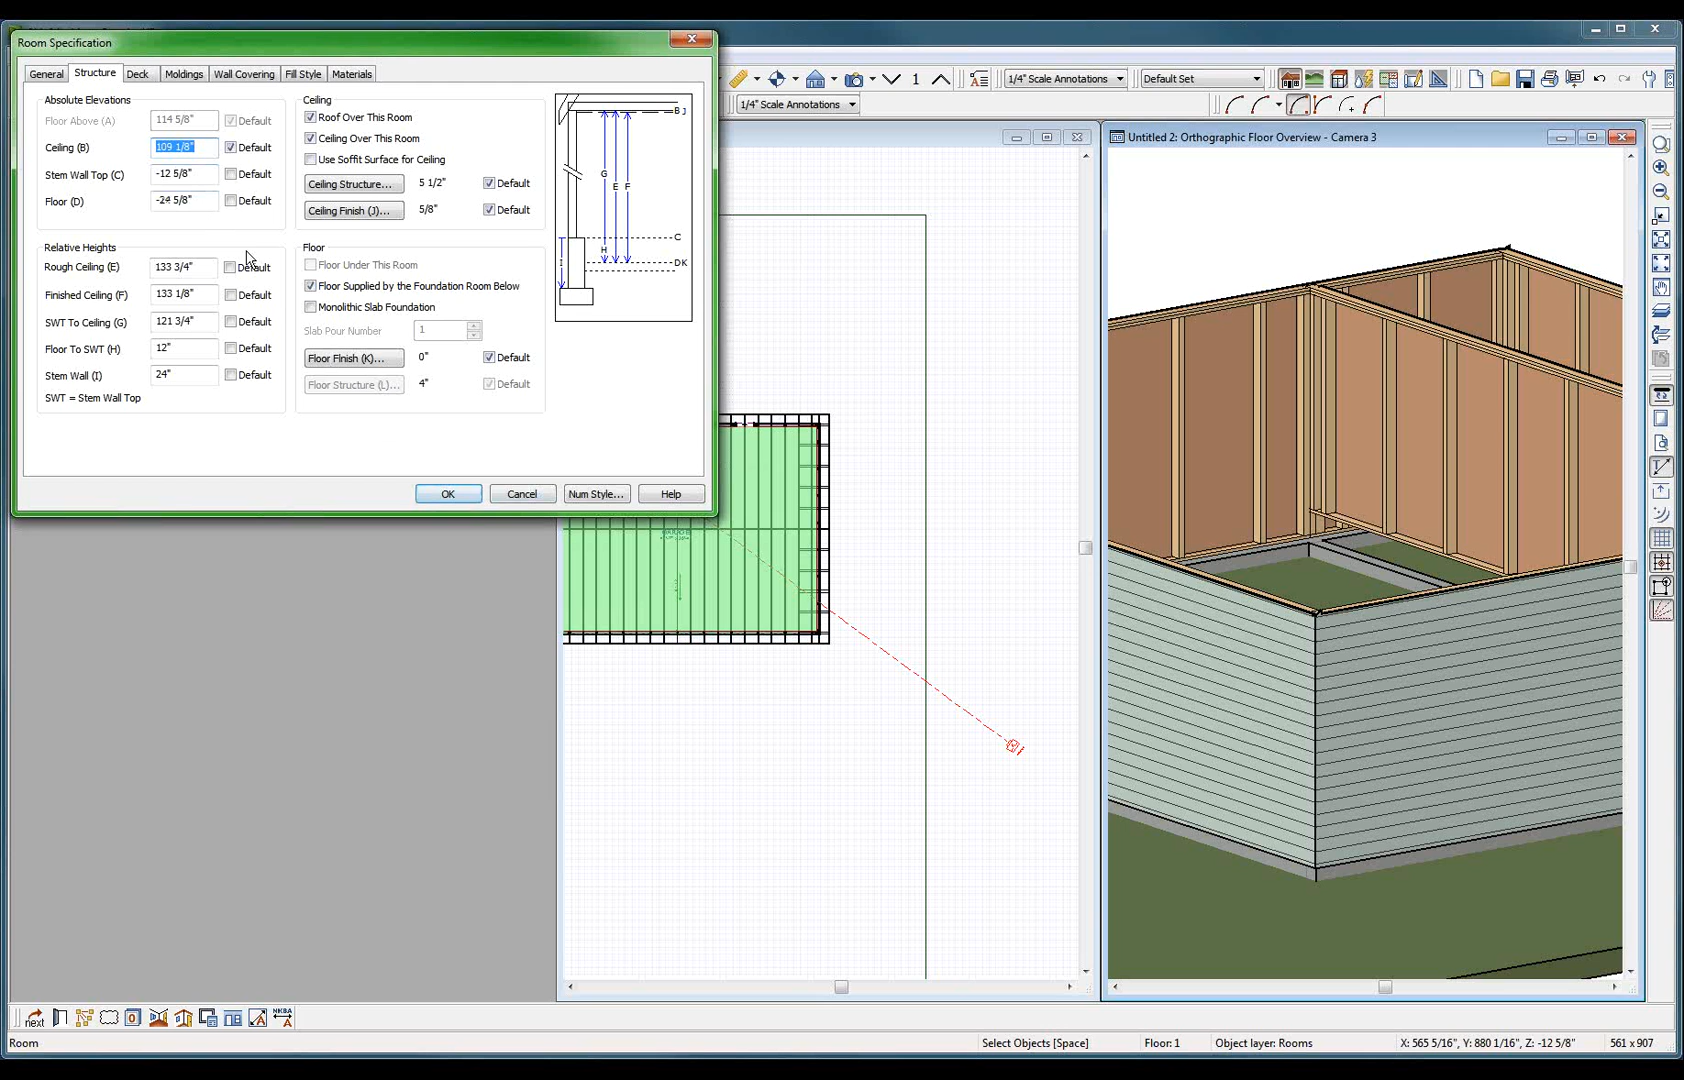 Room Specification
General Structure Deck Moldings Wall Covering Fill Style Materials
Absolute Elevations
Floor Above (A) 114 5/8" Default
Ceiling (B) 109 1/8" Default
Stem Wall Top (C) -12 5/8" Default
Floor (D) -24 5/8" Default
Relative Heights
Rough Ceiling (E) 133 3/4" Default
Finished Ceiling (F) 133 1/8" Default
SWT To Ceiling (G) 121 3/4" Default
Floor To SWT (H) 12" Default
Stem Wall (I) 24" Default
SWT = Stem Wall Top
Ceiling
Roof Over This Room
Ceiling Over This Room
Use Soffit Surface for Ceiling
Ceiling Structure... 5 1/2" Default
Ceiling Finish (J)... 5/8" Default
Floor
Floor Under This Room
Floor Supplied by the Foundation Room Below
Monolithic Slab Foundation
Slab Pour Number 1
Floor Finish (K)... 0" Default
Floor Structure (L)... 4" Default
B J
G
E
F
C
H
I
DK
OK Cancel Num Style... Help
1 1/4" Scale Annotations Default Set
1/4" Scale Annotations
Untitled 2: Orthographic Floor Overview - Camera 3
next NKBA
Room Select Objects [Space] Floor: 1 Object layer: Rooms X: 565 5/16", Y: 880 1/16", Z: -12 5/8" 561 x 907